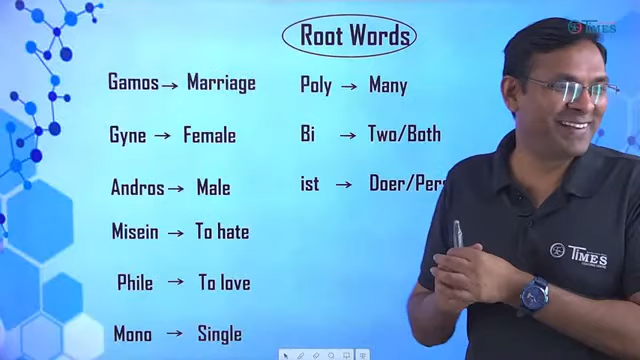 Root Words
Gamos → Marriage
Gyne → Female
Andros → Male
Misein → To hate
Phile → To love
Mono → Single
Poly → Many
Bi → Two/Both
ist → Doer/Pers
TIMES
TIMES